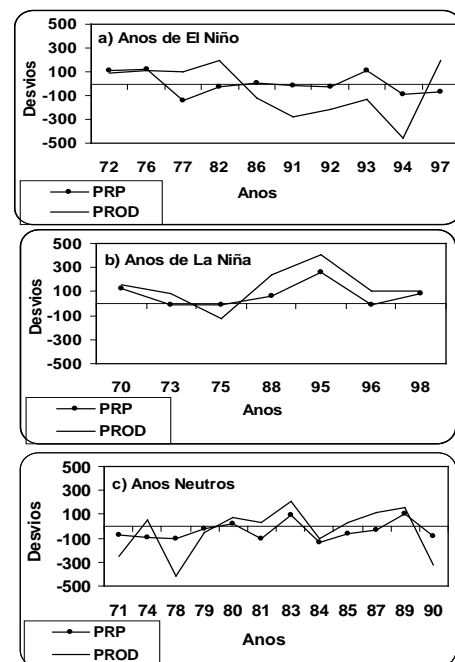 a) Anos de El Niño
Desvios
500
300
100
-100
-300
-500
72 76 77 82 86 91 92 93 94 97
Anos
PRP
PROD
b) Anos de La Niña
Desvios
500
300
100
-100
-300
-500
70 73 75 88 95 96 98
Anos
PRP
PROD
c) Anos Neutros
Desvios
500
300
100
-100
-300
-500
71 74 78 79 80 81 83 84 85 87 89 90
Anos
PRP
PROD